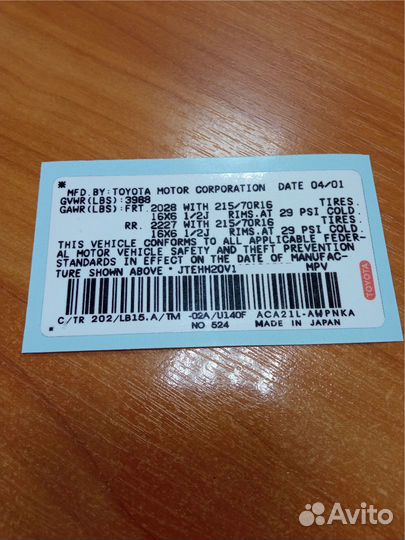 *
MFD.BY:TOYOTA MOTOR CORPORATION DATE 04/01
GVWR(LBS):3988
GAWR(LBS):FRT.2028 WITH 215/70R16 TIRES.
16X6 1/2J RIMS.AT 29 PSI COLD.
RR. 2227 WITH 215/70R16 TIRES.
16X6 1/2J RIMS.AT 29 PSI COLD.
THIS VEHICLE CONFORMS TO ALL APPLICABLE FEDER-
AL MOTOR VEHICLE SAFETY AND THEFT PREVENTION
STANDARDS IN EFFECT ON THE DATE OF MANUFAC-
TURE SHOWN ABOVE * JTEHH20V1 MPV
TOYOTA
C/TR 202/LB15.A/TM -02A/U140F ACA21L-AWPNKA
* NO 524 MADE IN JAPAN
Avito